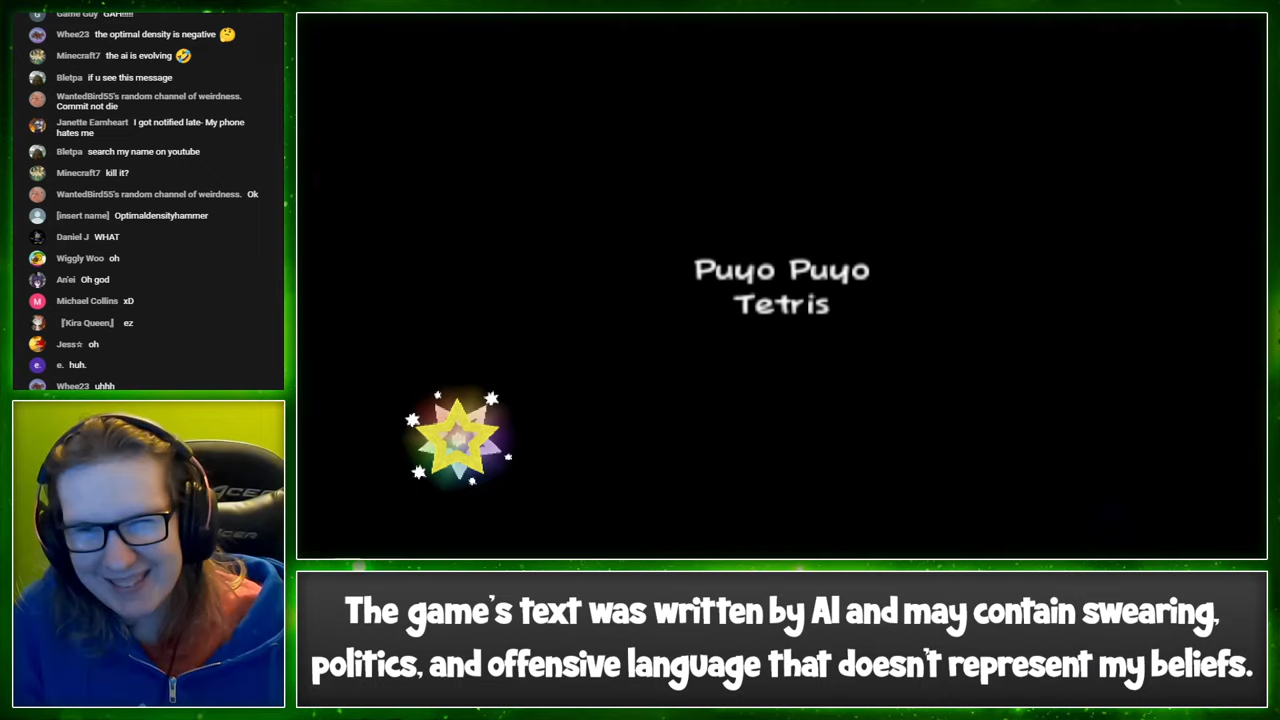 Game Guy GAH!!!!!
Whee23 the optimal density is negative 🤔
Minecraft7 the ai is evolving 🤣
Bletpa if u see this message
WantedBird55's random channel of weirdness.
Commit not die
Janette Earnheart I got notified late- My phone
hates me
Bletpa search my name on youtube
Minecraft7 kill it?
WantedBird55's random channel of weirdness. Ok
[insert name] Optimaldensityhammer
Daniel J WHAT
Wiggly Woo oh
An'ei Oh god
M Michael Collins xD
『Kira Queen』 ez
Jess☆ oh
e. e. huh.
Whee23 uhhh
Puyo Puyo
Tetris
ACER
ACER
The game's text was written by AI and may contain swearing,
politics, and offensive language that doesn't represent my beliefs.